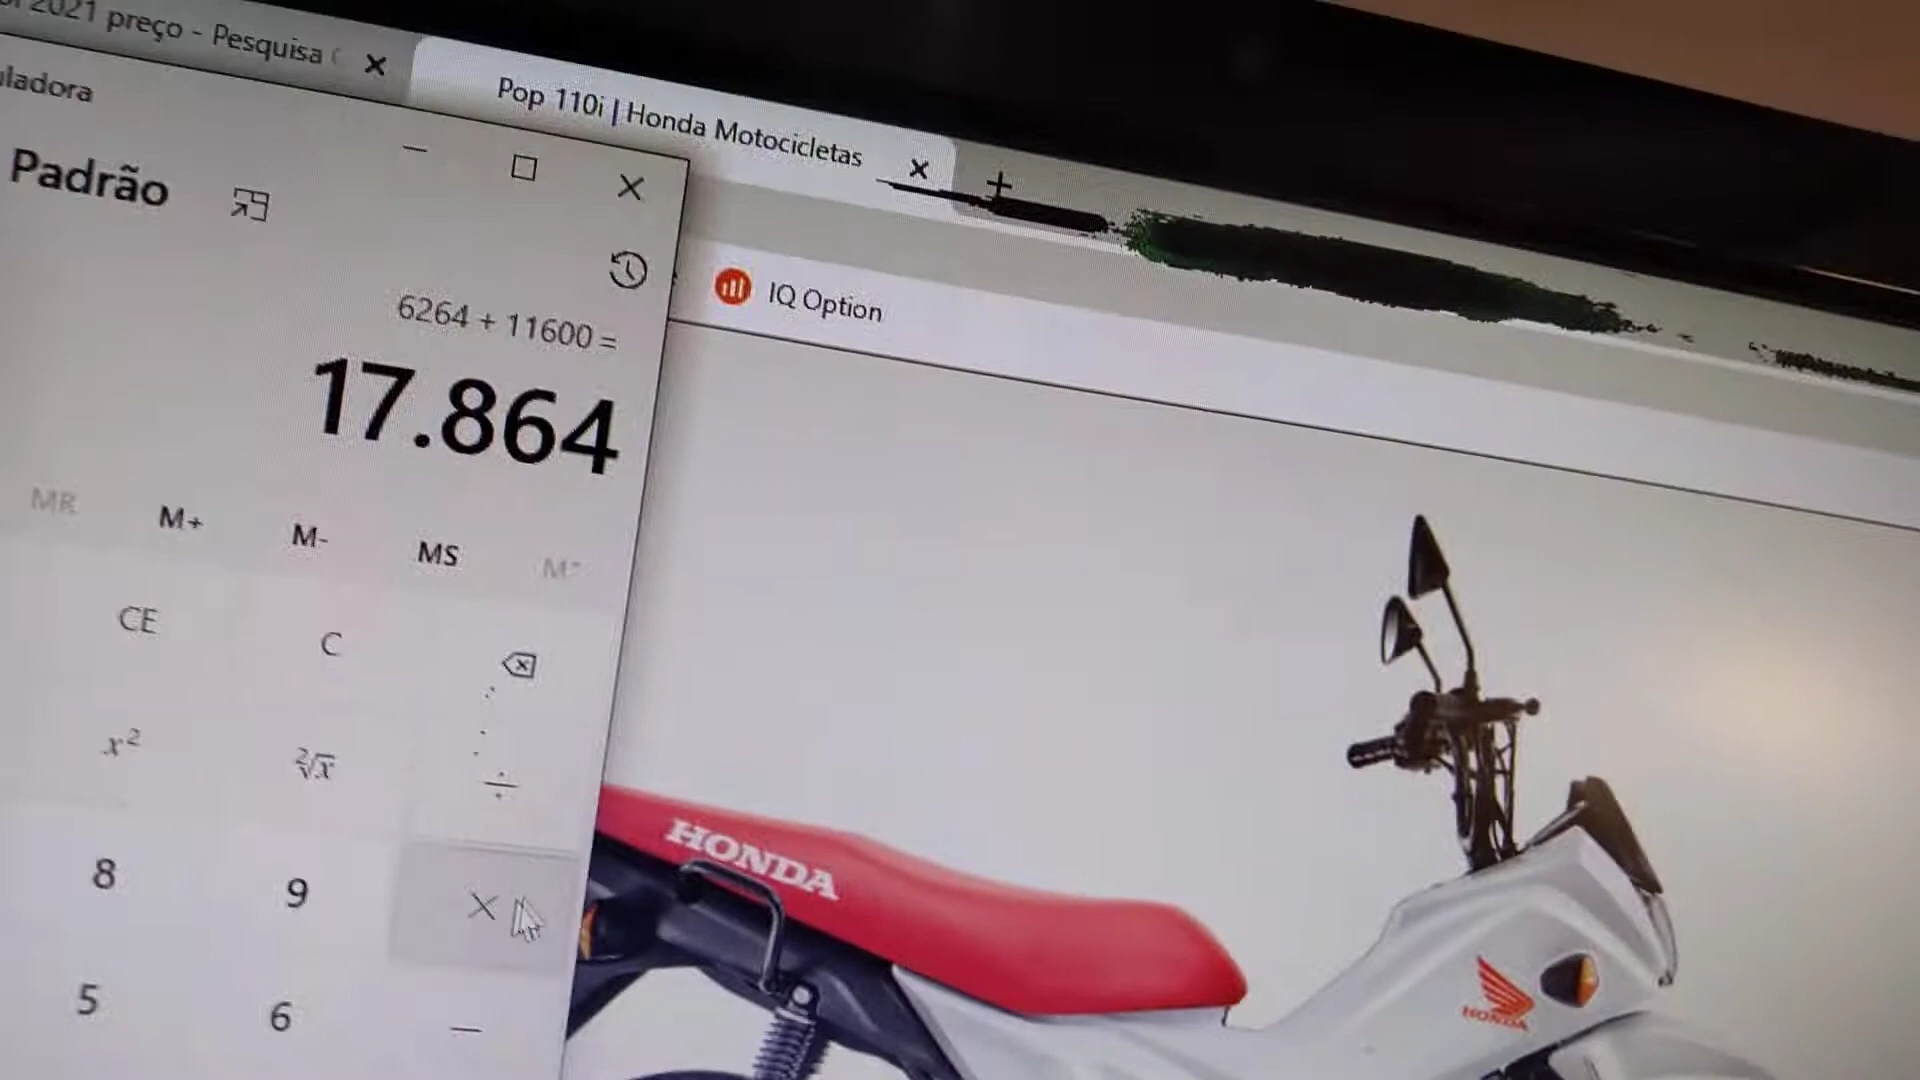 2021 preço - Pesquisa
Pop 110i | Honda Motocicletas
Padrão
IQ Option
6264 + 11600 =
17.864
MR M+ M- MS
CE C
x² ²√x ÷
8 9 ×
5 6 −
HONDA
HONDA